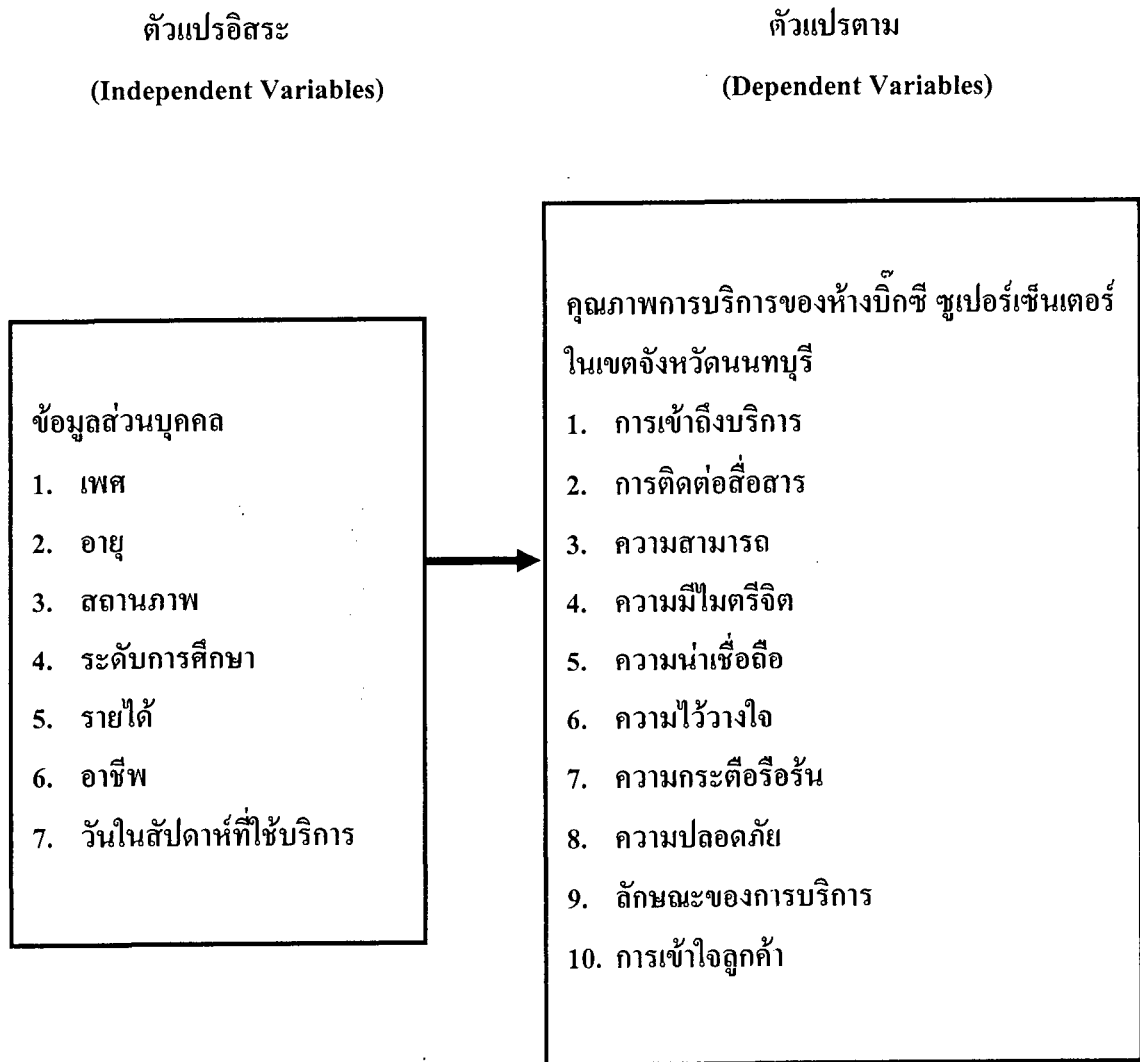 ตัวแปรอิสระ
(Independent Variables)
ตัวแปรตาม
(Dependent Variables)
ข้อมูลส่วนบุคคล
1. เพศ
2. อายุ
3. สถานภาพ
4. ระดับการศึกษา
5. รายได้
6. อาชีพ
7. วันในสัปดาห์ที่ใช้บริการ
คุณภาพการบริการของห้างบิ๊กซี ซูเปอร์เซ็นเตอร์
ในเขตจังหวัดนนทบุรี
1. การเข้าถึงบริการ
2. การติดต่อสื่อสาร
3. ความสามารถ
4. ความมีไมตรีจิต
5. ความน่าเชื่อถือ
6. ความไว้วางใจ
7. ความกระตือรือร้น
8. ความปลอดภัย
9. ลักษณะของการบริการ
10. การเข้าใจลูกค้า